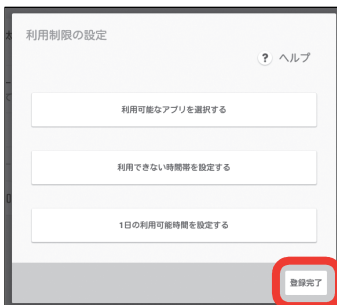 利用制限の設定
? ヘルプ
利用可能なアプリを選択する
利用できない時間帯を設定する
1日の利用可能時間を設定する
登録完了